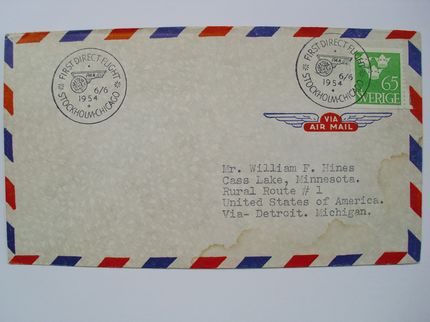 FIRST DIRECT FLIGHT
6/6
1954
STOCKHOLM-CHICAGO
FIRST DIRECT FLIGHT
6/6
1954
STOCKHOLM-CHICAGO
65
SVERIGE
VIA
AIR MAIL
Mr. William F. Hines
Cass Lake, Minnesota.
Rural Route # 1
United States of America.
Via- Detroit. Michigan.